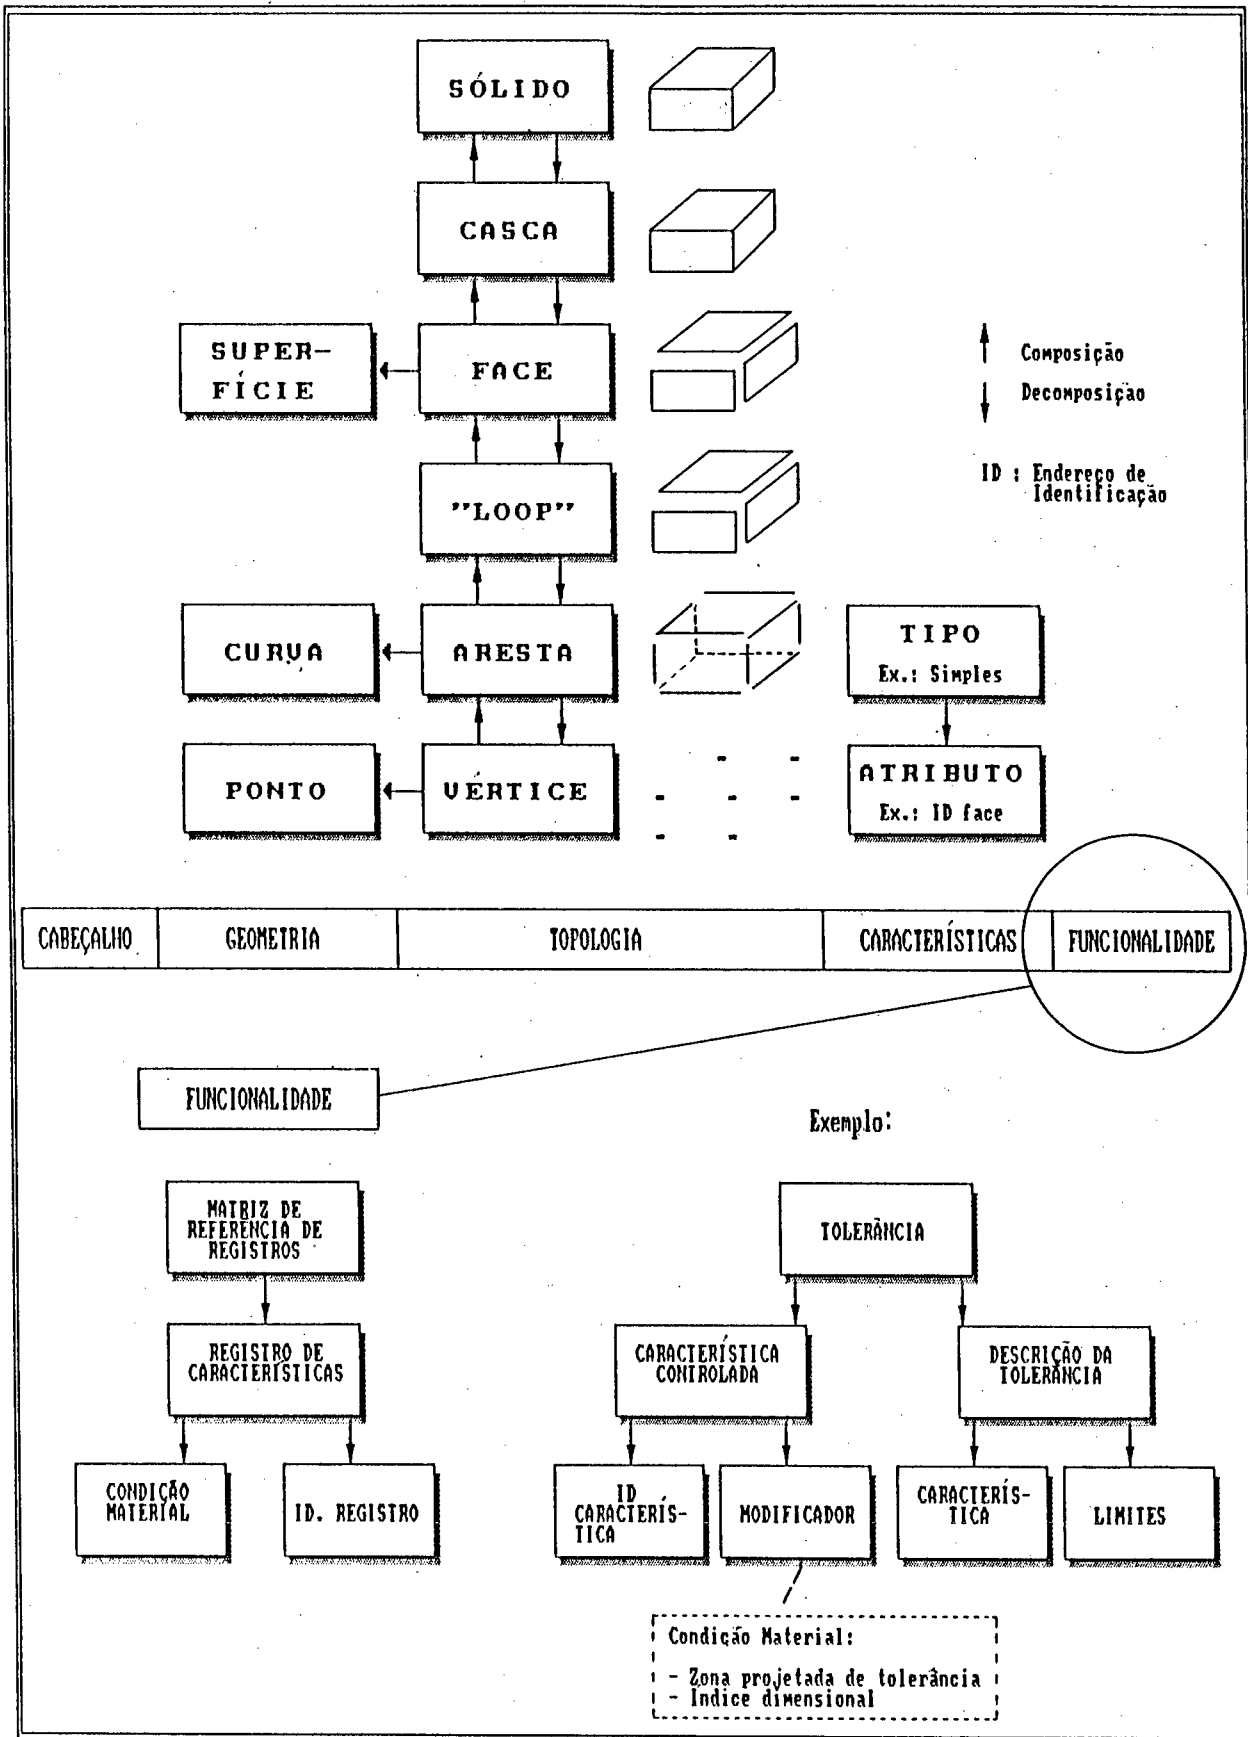 SÓLIDO
CASCA
SUPER-
FÍCIE
FACE
Composição
Decomposição
ID : Endereço de
Identificação
"LOOP"
CURVA
ARESTA
TIPO
Ex.: Simples
PONTO
VÉRTICE
ATRIBUTO
Ex.: ID face
CABEÇALHO
GEOMETRIA
TOPOLOGIA
CARACTERÍSTICAS
FUNCIONALIDADE
FUNCIONALIDADE
Exemplo:
MATRIZ DE
REFERÊNCIA DE
REGISTROS
TOLERÂNCIA
REGISTRO DE
CARACTERÍSTICAS
CARACTERÍSTICA
CONTROLADA
DESCRIÇÃO DA
TOLERÂNCIA
CONDIÇÃO
MATERIAL
ID. REGISTRO
ID
CARACTERÍS-
TICA
MODIFICADOR
CARACTERÍS-
TICA
LIMITES
Condição Material:
- Zona projetada de tolerância
- Indice dimensional